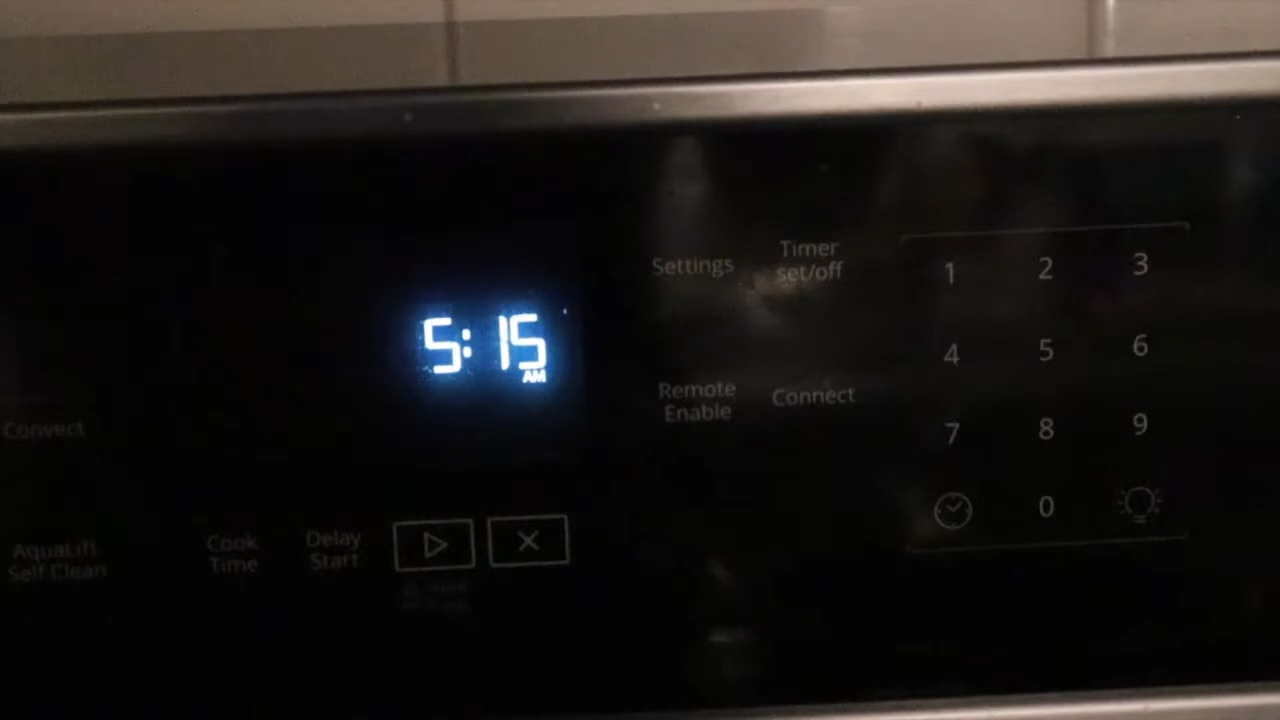 5:15
AM
Settings
Timer
set/off
1 2 3
4 5 6
Remote
Enable
Connect
7 8 9
0
Convect
AquaLift
Self Clean
Cook
Time
Delay
Start